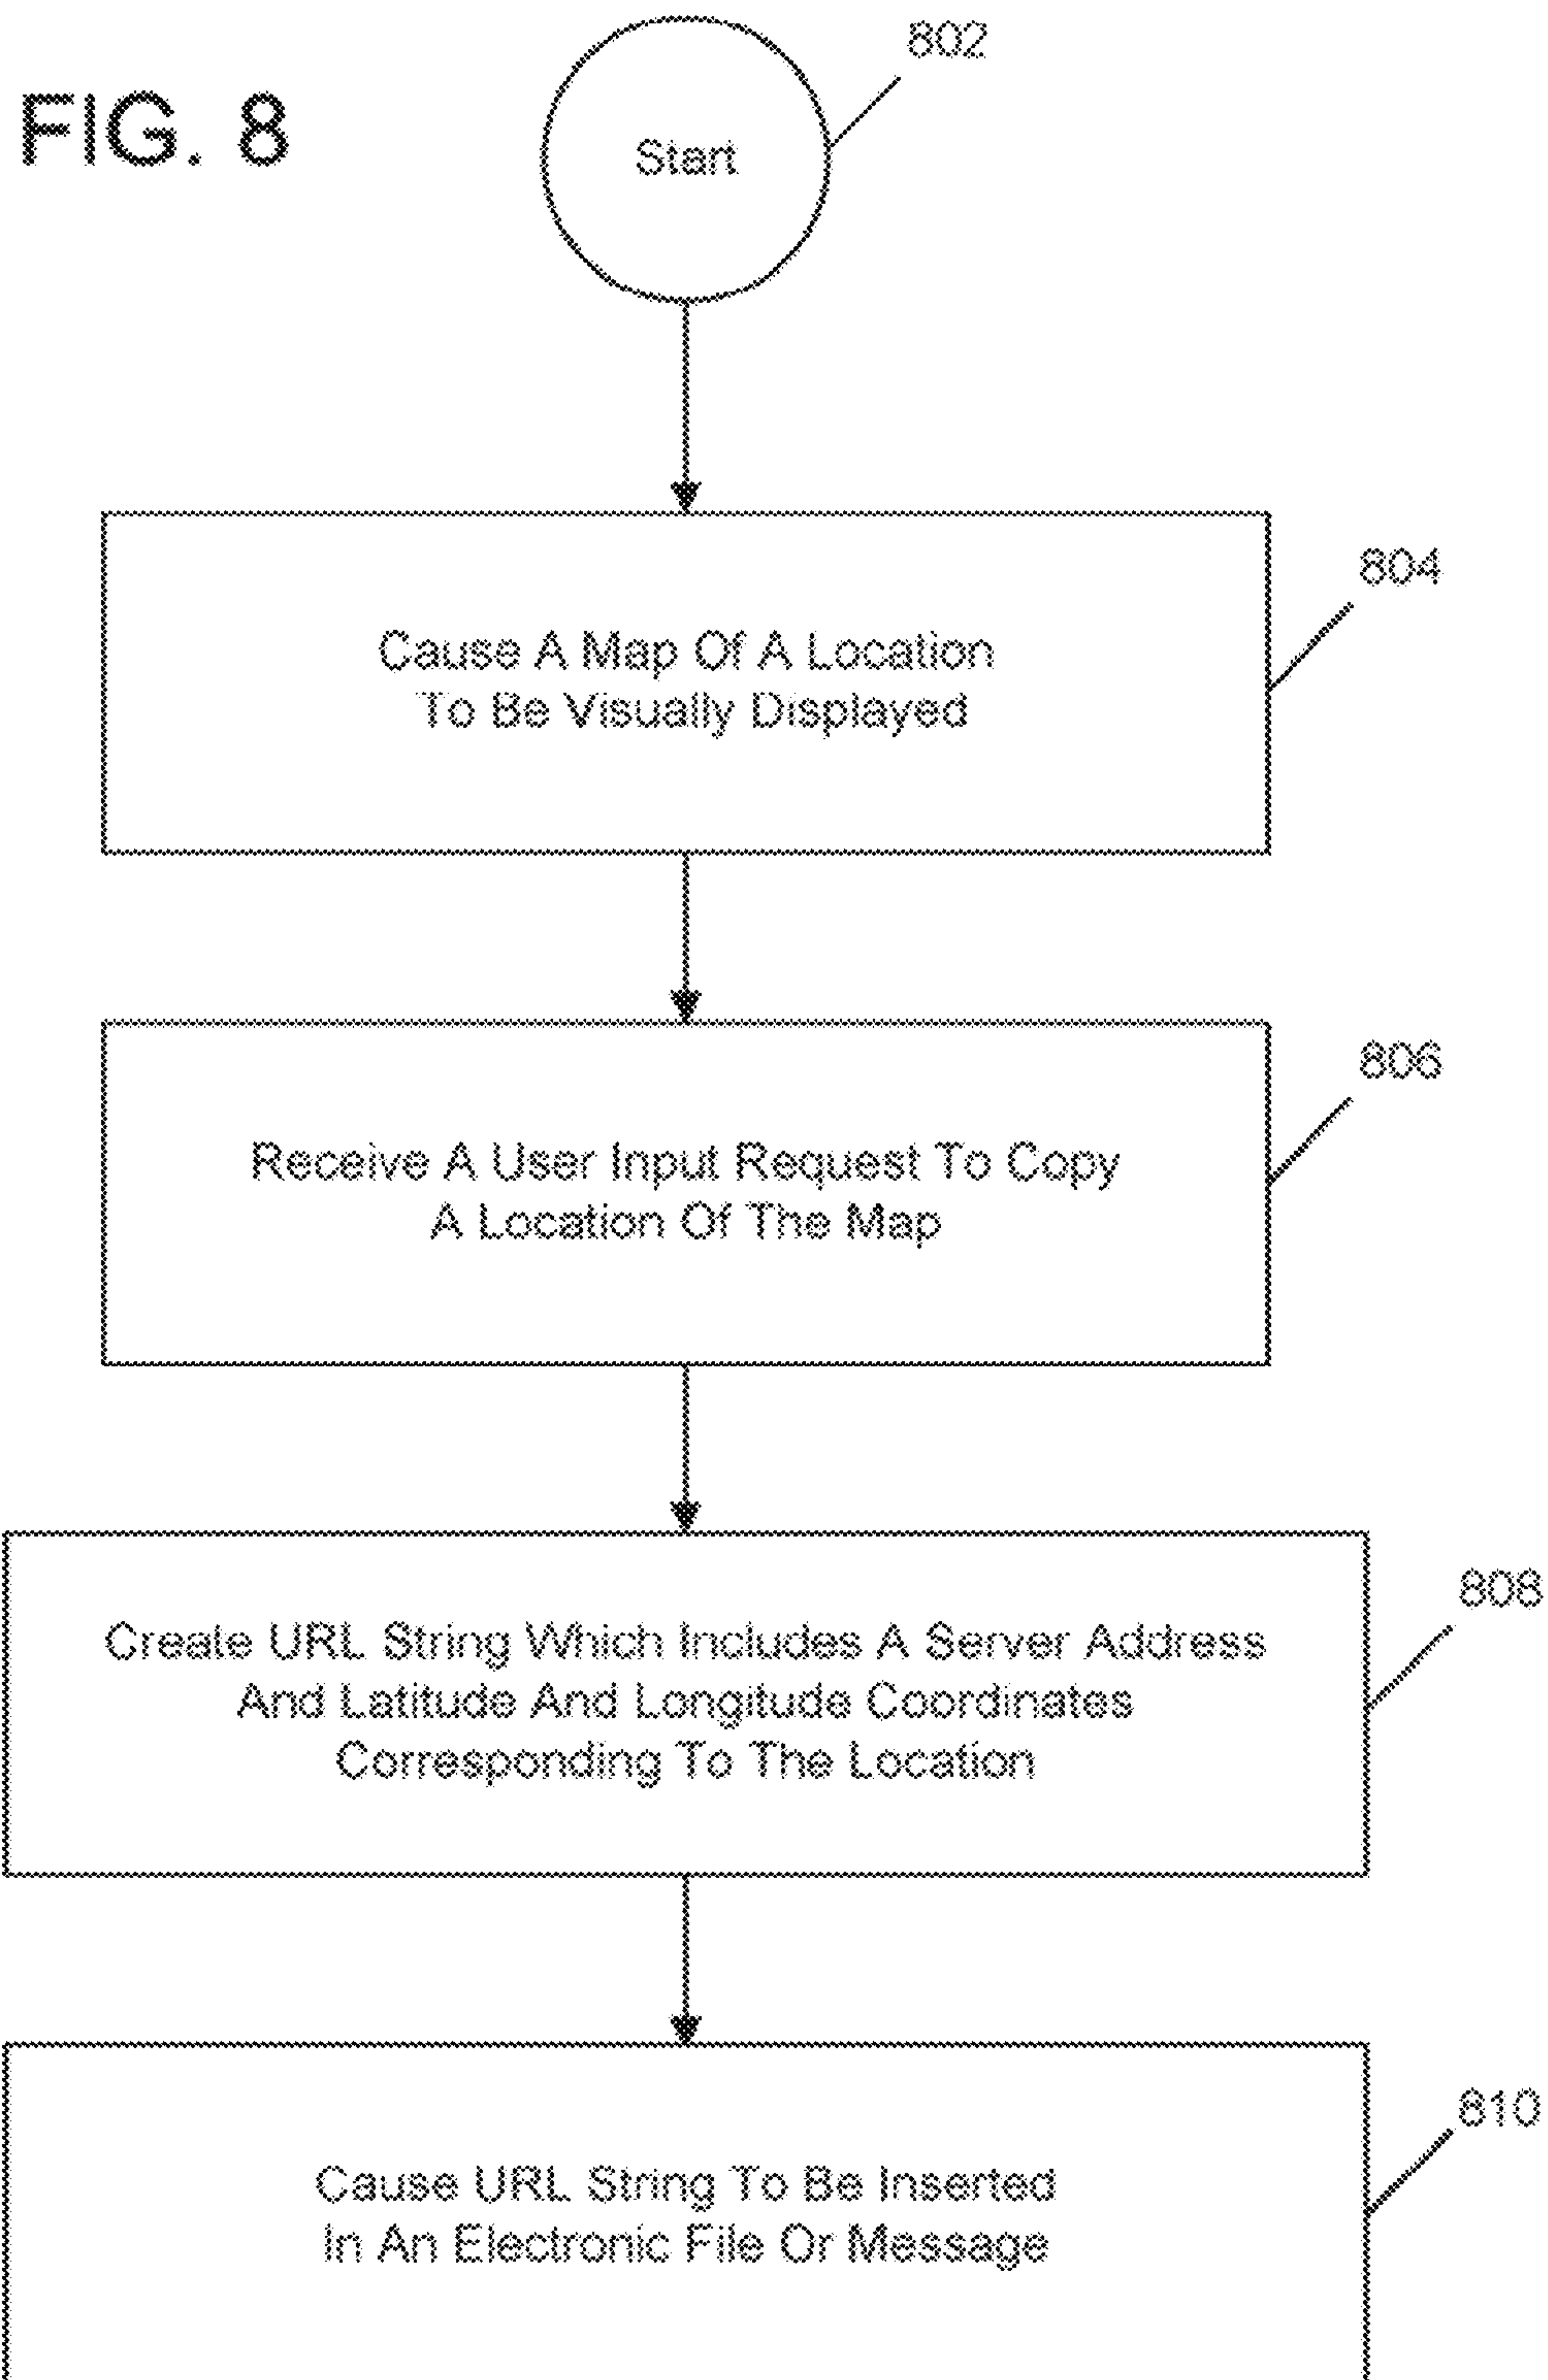 FIG. 8
802
Start
804
Cause A Map Of A Location
To Be Visually Displayed
806
Receive A User Input Request To Copy
A Location Of The Map
808
Create URL String Which Includes A Server Address
And Latitude And Longitude Coordinates
Corresponding To The Location
810
Cause URL String To Be Inserted
In An Electronic File Or Message